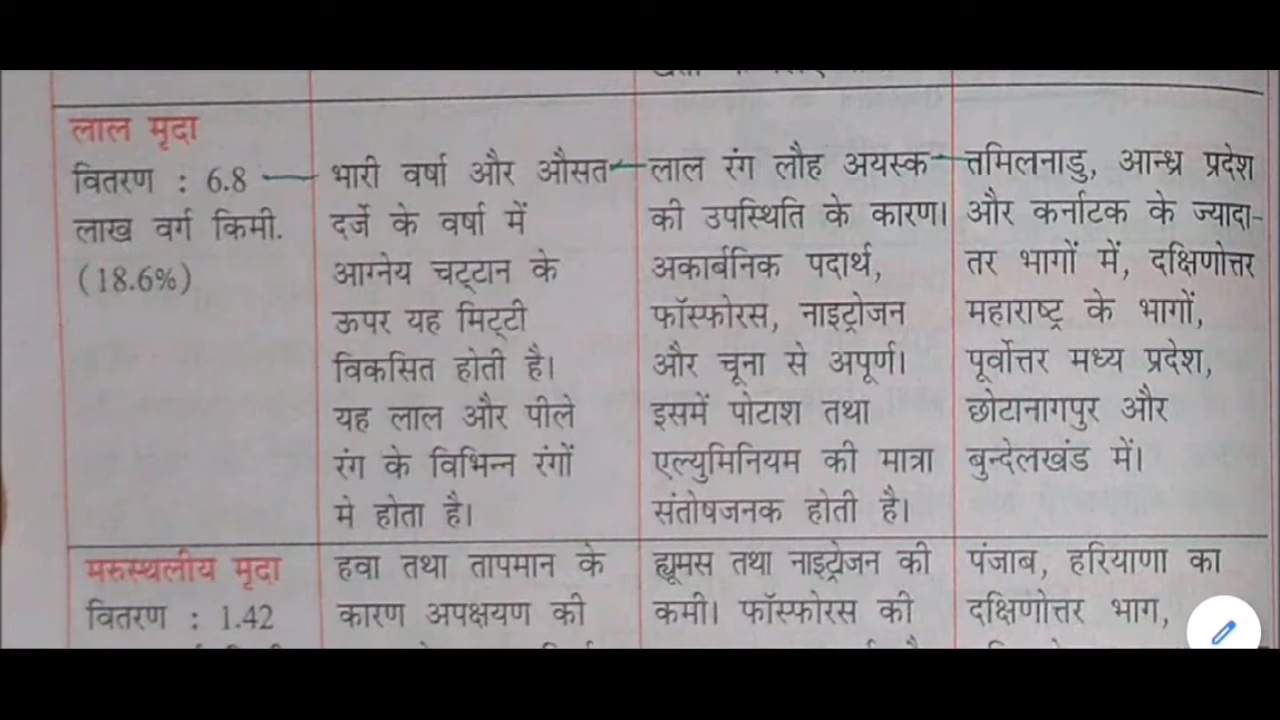 लाल मृदा
वितरण : 6.8
लाख वर्ग किमी.
(18.6%)
भारी वर्षा और औसत
दर्जे के वर्षा में
आग्नेय चट्टान के
ऊपर यह मिट्टी
विकसित होती है।
यह लाल और पीले
रंग के विभिन्न रंगों
मे होता है।
लाल रंग लौह अयस्क
की उपस्थिति के कारण।
अकार्बनिक पदार्थ,
फॉस्फोरस, नाइट्रोजन
और चूना से अपूर्ण।
इसमें पोटाश तथा
एल्युमिनियम की मात्रा
संतोषजनक होती है।
तमिलनाडु, आन्ध्र प्रदेश
और कर्नाटक के ज्यादा-
तर भागों में, दक्षिणोत्तर
महाराष्ट्र के भागों,
पूर्वोत्तर मध्य प्रदेश,
छोटानागपुर और
बुन्देलखंड में।
मरुस्थलीय मृदा
वितरण : 1.42
हवा तथा तापमान के
कारण अपक्षयण की
ह्यूमस तथा नाइट्रेजन की
कमी। फॉस्फोरस की
पंजाब, हरियाणा का
दक्षिणोत्तर भाग,